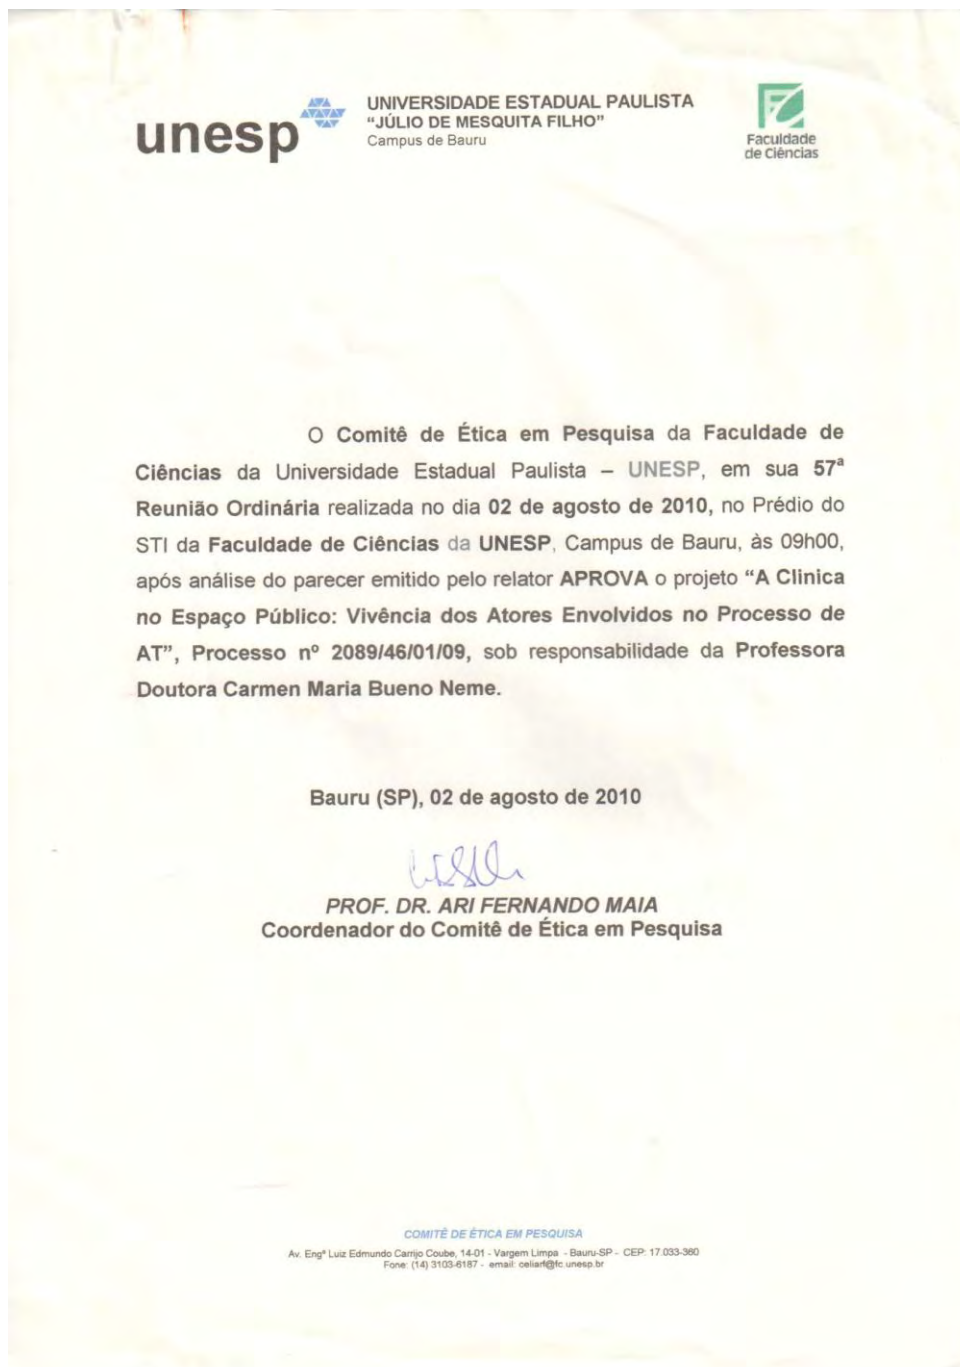 unesp
UNIVERSIDADE ESTADUAL PAULISTA
“JÚLIO DE MESQUITA FILHO”
Campus de Bauru
Faculdade
de Ciências
O Comitê de Ética em Pesquisa da Faculdade de
Ciências da Universidade Estadual Paulista – UNESP, em sua 57ª
Reunião Ordinária realizada no dia 02 de agosto de 2010, no Prédio do
STI da Faculdade de Ciências da UNESP, Campus de Bauru, às 09h00,
após análise do parecer emitido pelo relator APROVA o projeto “A Clinica
no Espaço Público: Vivência dos Atores Envolvidos no Processo de
AT”, Processo nº 2089/46/01/09, sob responsabilidade da Professora
Doutora Carmen Maria Bueno Neme.
Bauru (SP), 02 de agosto de 2010
PROF. DR. ARI FERNANDO MAIA
Coordenador do Comitê de Ética em Pesquisa
COMITÊ DE ÉTICA EM PESQUISA
Av. Engº Luiz Edmundo Carrijo Coube, 14-01 - Vargem Limpa - Bauru-SP - CEP: 17.033-360
Fone: (14) 3103-6187 - email: celiarf@fc.unesp.br